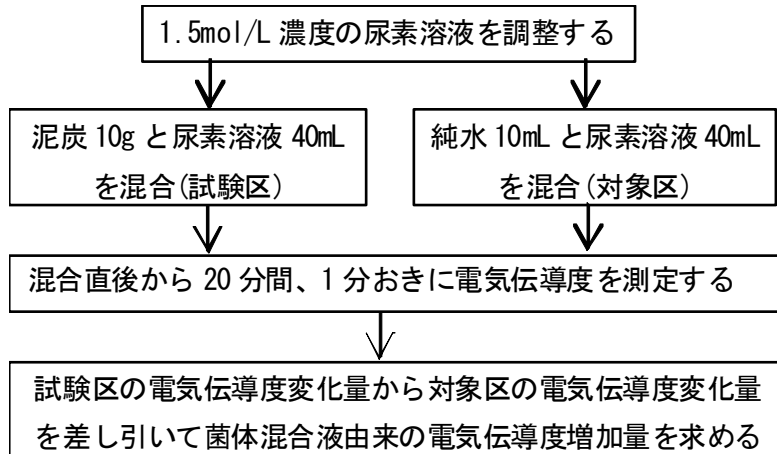 1.5mol/L 濃度の尿素溶液を調整する
泥炭 10g と尿素溶液 40mL
を混合(試験区)
純水 10mL と尿素溶液 40mL
を混合(対象区)
混合直後から 20 分間、1 分おきに電気伝導度を測定する
試験区の電気伝導度変化量から対象区の電気伝導度変化量
を差し引いて菌体混合液由来の電気伝導度増加量を求める